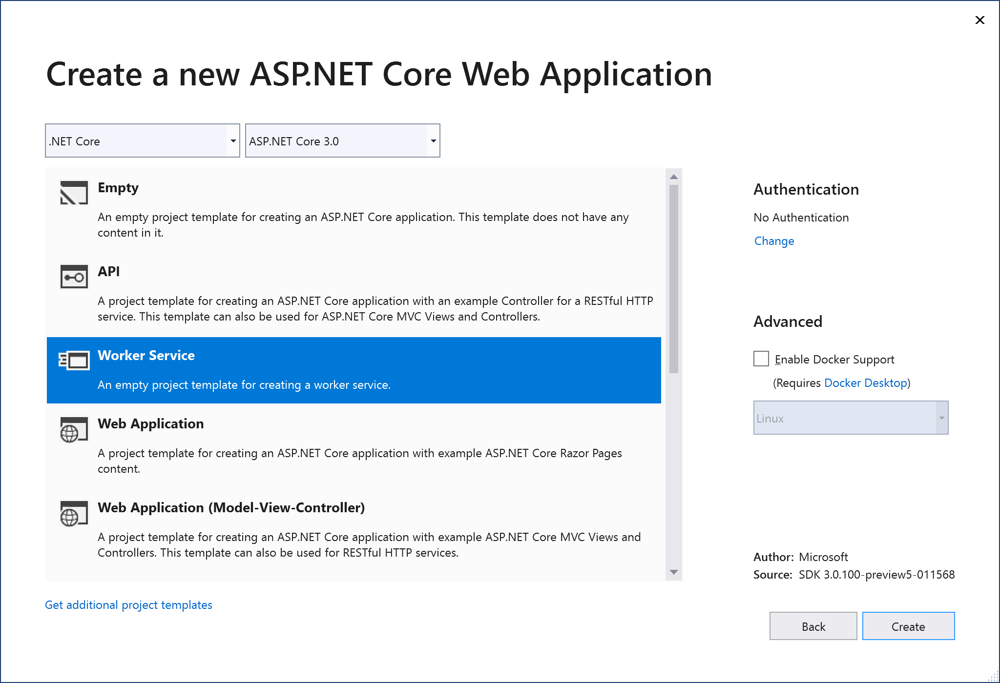 Create a new ASP.NET Core Web Application
.NET Core
ASP.NET Core 3.0
Empty
An empty project template for creating an ASP.NET Core application. This template does not have any
content in it.
API
A project template for creating an ASP.NET Core application with an example Controller for a RESTful HTTP
service. This template can also be used for ASP.NET Core MVC Views and Controllers.
Worker Service
An empty project template for creating a worker service.
Web Application
A project template for creating an ASP.NET Core application with example ASP.NET Core Razor Pages
content.
Web Application (Model-View-Controller)
A project template for creating an ASP.NET Core application with example ASP.NET Core MVC Views and
Controllers. This template can also be used for RESTful HTTP services.
Get additional project templates
Authentication
No Authentication
Change
Advanced
Enable Docker Support
(Requires Docker Desktop)
Linux
Author: Microsoft
Source: SDK 3.0.100-preview5-011568
Back
Create